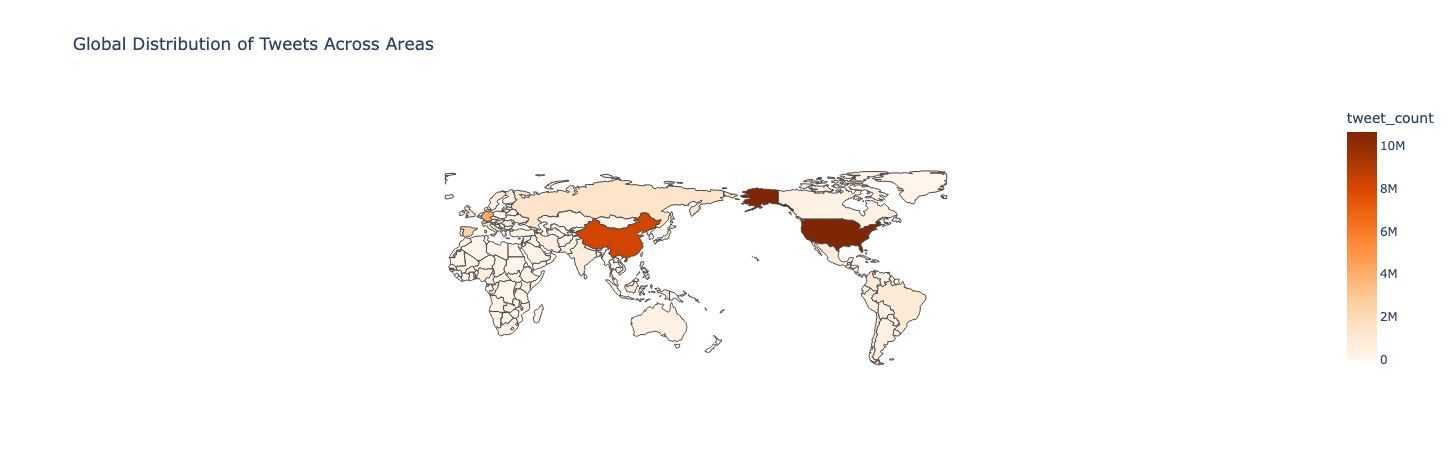 Global Distribution of Tweets Across Areas
tweet_count
10M
8M
6M
4M
2M
0